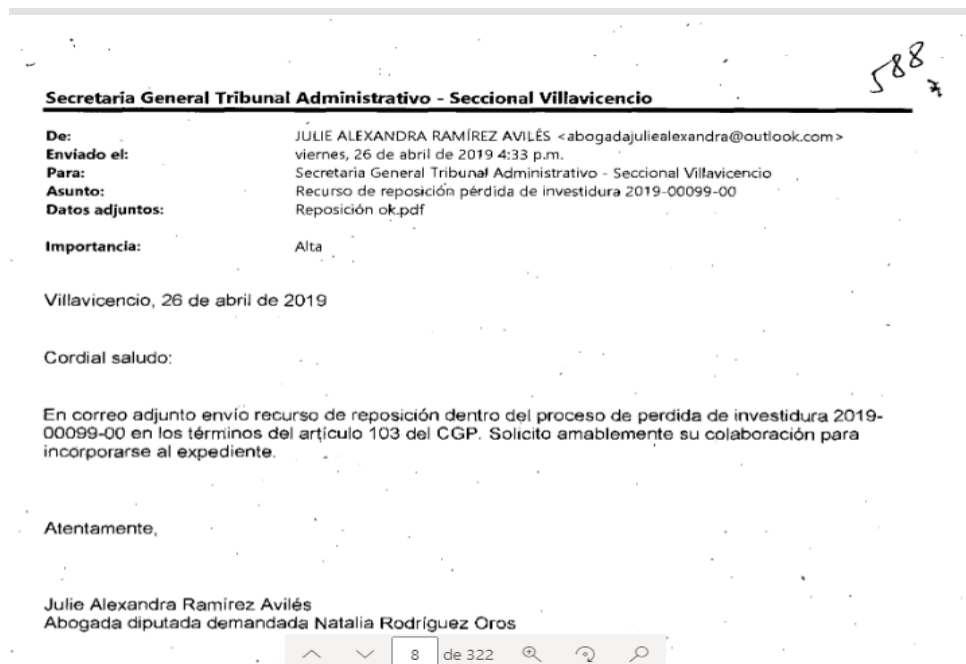 588
Secretaria General Tribunal Administrativo - Seccional Villavicencio
De: JULIE ALEXANDRA RAMÍREZ AVILÉS <abogadajuliealexandra@outlook.com>
Enviado el: viernes, 26 de abril de 2019 4:33 p.m.
Para: Secretaria General Tribunal Administrativo - Seccional Villavicencio
Asunto: Recurso de reposición pérdida de investidura 2019-00099-00
Datos adjuntos: Reposición ok.pdf
Importancia: Alta
Villavicencio, 26 de abril de 2019
Cordial saludo:
En correo adjunto envío recurso de reposición dentro del proceso de perdida de investidura 2019-
00099-00 en los términos del artículo 103 del CGP. Solicito amablemente su colaboración para
incorporarse al expediente.
Atentamente,
Julie Alexandra Ramírez Avilés
Abogada diputada demandada Natalia Rodríguez Oros
8 de 322